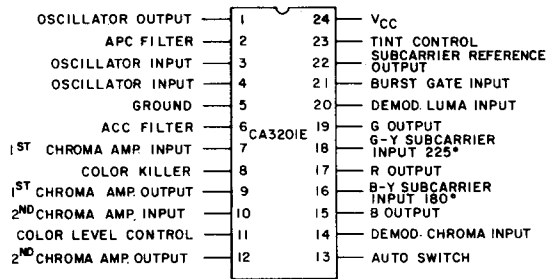 OSCILLATOR OUTPUT 1
APC FILTER 2
OSCILLATOR INPUT 3
OSCILLATOR INPUT 4
GROUND 5
ACC FILTER 6
1ST CHROMA AMP. INPUT 7
COLOR KILLER 8
1ST CHROMA AMP. OUTPUT 9
2ND CHROMA AMP. INPUT 10
COLOR LEVEL CONTROL 11
2ND CHROMA AMP. OUTPUT 12
CA3201E
24 VCC
23 TINT CONTROL
22 SUBCARRIER REFERENCE
OUTPUT
21 BURST GATE INPUT
20 DEMOD. LUMA INPUT
19 G OUTPUT
18 G-Y SUBCARRIER
INPUT 225°
17 R OUTPUT
16 B-Y SUBCARRIER
INPUT 180°
15 B OUTPUT
14 DEMOD. CHROMA INPUT
13 AUTO SWITCH